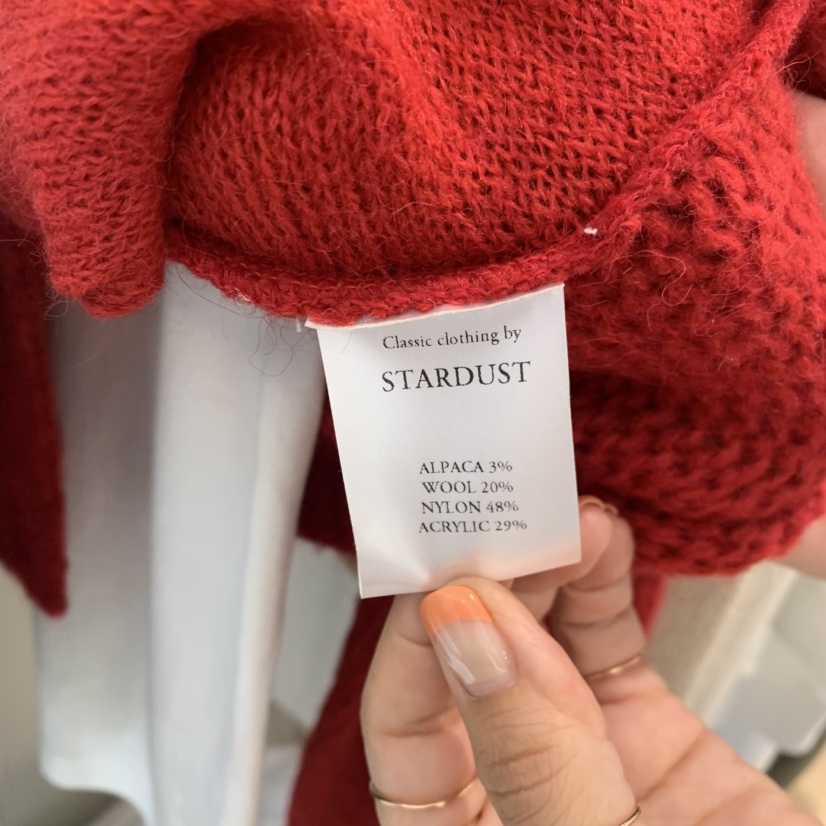 Classic clothing by
STARDUST
ALPACA 3%
WOOL 20%
NYLON 48%
ACRYLIC 29%